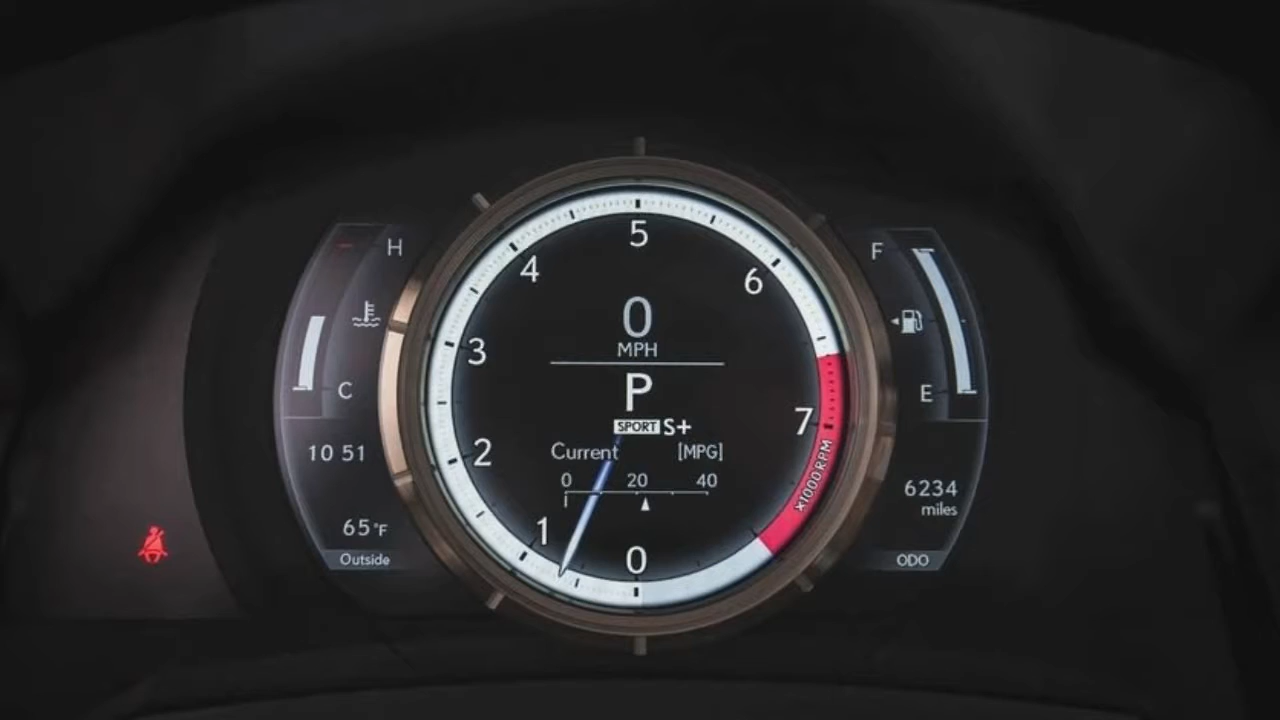 H
C
10 51
65°F
Outside
5
4
6
3
7
2
1
0
x1000RPM
0
MPH
P
SPORT S+
Current [MPG]
0 20 40
F
E
6234
miles
ODO